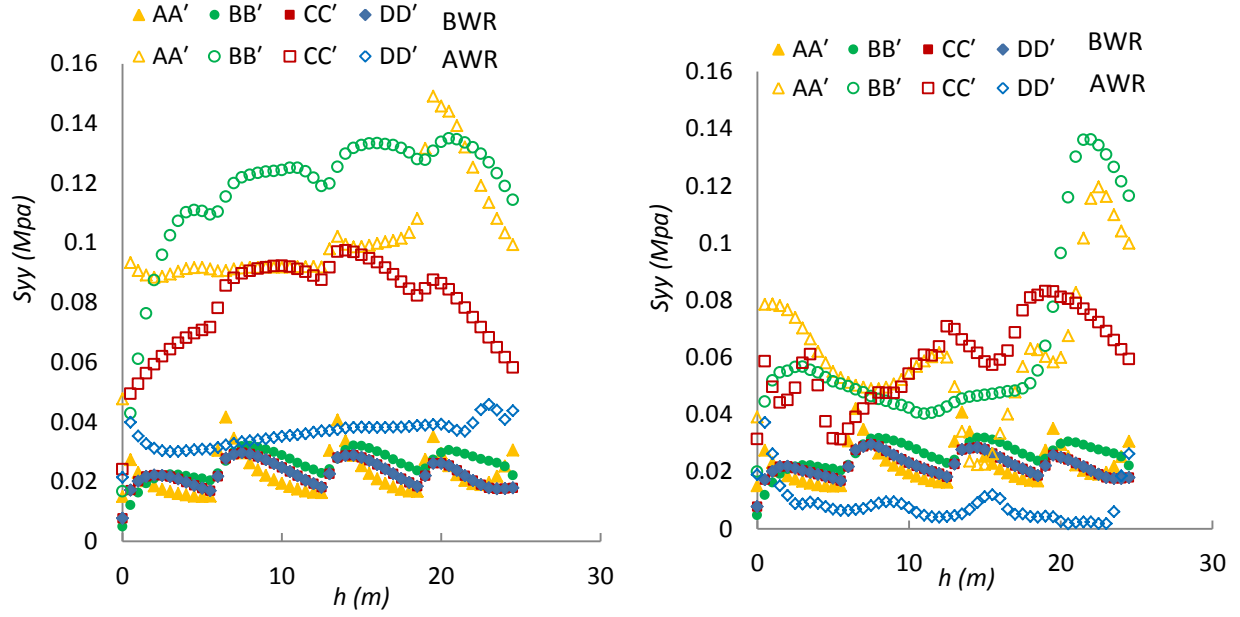 AA′ BB′ CC′ DD′ BWR
AA′ BB′ CC′ DD′ AWR
0.16
0.14
0.12
0.1
0.08
0.06
0.04
0.02
0
Syy (Mpa)
0 10 20 30
h (m)
AA′ BB′ CC′ DD′ BWR
AA′ BB′ CC′ DD′ AWR
0.16
0.14
0.12
0.1
0.08
0.06
0.04
0.02
0
Syy (Mpa)
0 10 20 30
h (m)